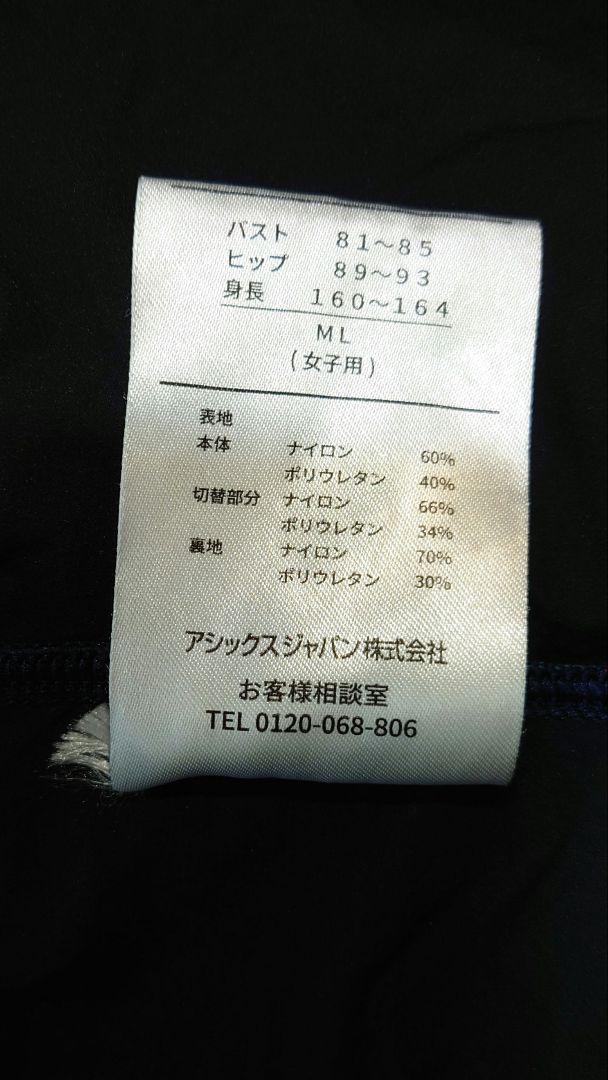 バスト 81〜85
ヒップ 89〜93
身長 160〜164
ML
(女子用)
表地
本体 ナイロン 60%
ポリウレタン 40%
切替部分 ナイロン 66%
ポリウレタン 34%
裏地 ナイロン 70%
ポリウレタン 30%
アシックスジャパン株式会社
お客様相談室
TEL 0120-068-806